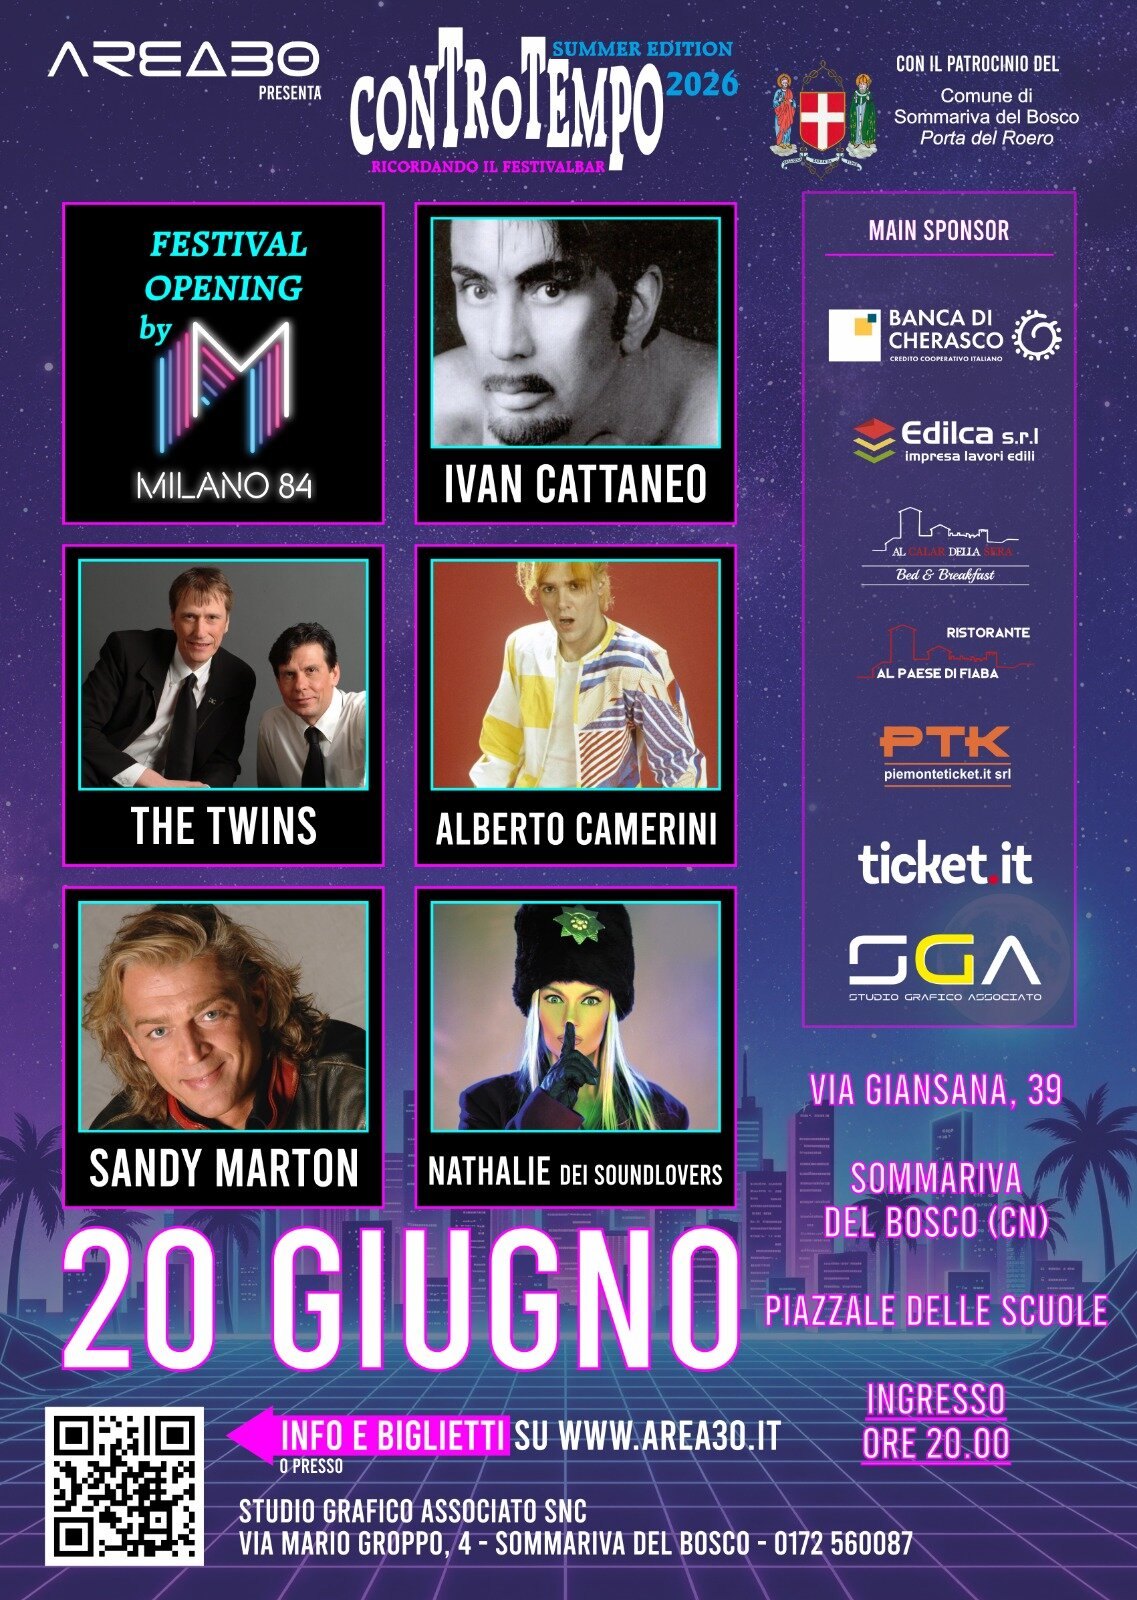 AREA30
PRESENTA
CONTROTEMPO
SUMMER EDITION
2026
RICORDANDO IL FESTIVALBAR
CON IL PATROCINIO DEL
Comune di
Sommariva del Bosco
Porta del Roero
FESTIVAL
OPENING
by M
MILANO 84
IVAN CATTANEO
THE TWINS
ALBERTO CAMERINI
SANDY MARTON
NATHALIE DEI SOUNDLOVERS
MAIN SPONSOR
BANCA DI
CHERASCO
CREDITO COOPERATIVO ITALIANO
Edilca s.r.l
impresa lavori edili
AL CALAR DELLA SERA
Bed & Breakfast
RISTORANTE
AL PAESE DI FIABA
PTK
piemonteticket.it srl
ticket.it
SGA
STUDIO GRAFICO ASSOCIATO
VIA GIANSANA, 39
SOMMARIVA
DEL BOSCO (CN)
PIAZZALE DELLE SCUOLE
INGRESSO
ORE 20.00
20 GIUGNO
INFO E BIGLIETTI SU WWW.AREA30.IT
O PRESSO
STUDIO GRAFICO ASSOCIATO SNC
VIA MARIO GROPPO, 4 - SOMMARIVA DEL BOSCO - 0172 560087